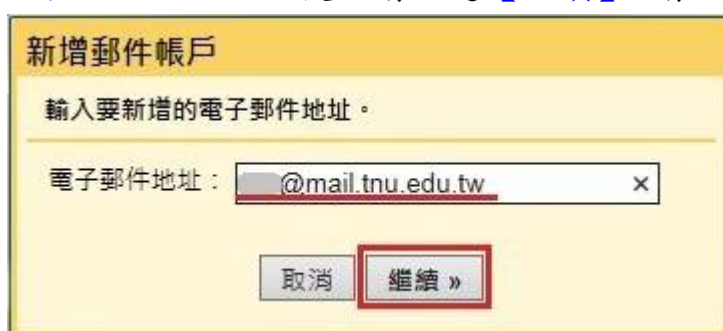 新增郵件帳戶
輸入要新增的電子郵件地址。
電子郵件地址： @mail.tnu.edu.tw ×
取消 繼續 »